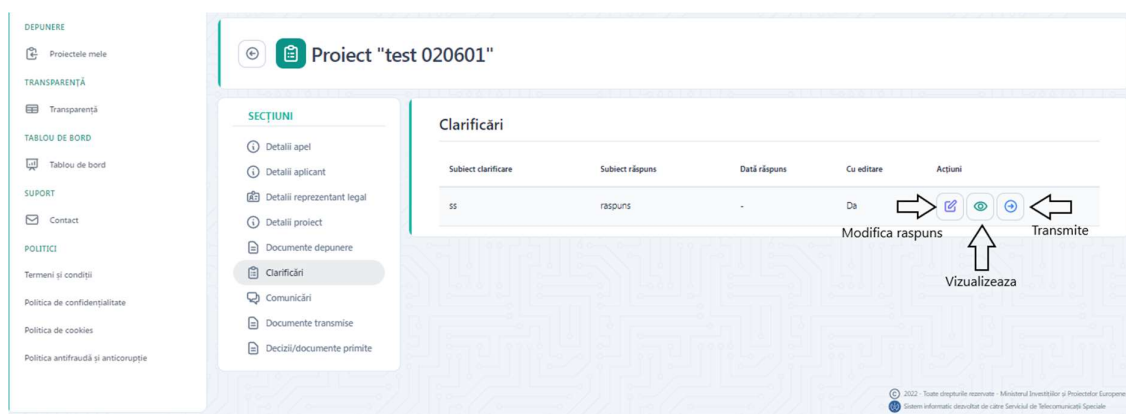 DEPUNERE
Proiectele mele
TRANSPARENȚĂ
Transparență
TABLOU DE BORD
Tablou de bord
SUPORT
Contact
POLITICI
Termeni și condiții
Politica de confidențialitate
Politica de cookies
Politica antifraudă și anticorupție
Proiect "test 020601"
SECȚIUNI
Detalii apel
Detalii aplicant
Detalii reprezentant legal
Detalii proiect
Documente depunere
Clarificări
Comunicări
Documente transmise
Decizii/documente primite
Clarificări
Subiect clarificare Subiect răspuns Dată răspuns Cu editare Acțiuni
ss raspuns - Da
Modifica raspuns
Transmite
Vizualizeaza
2022 - Toate drepturile rezervate - Ministerul Investițiilor și Proiectelor Europene
Sistem informatic dezvoltat de către Serviciul de Telecomunicații Speciale